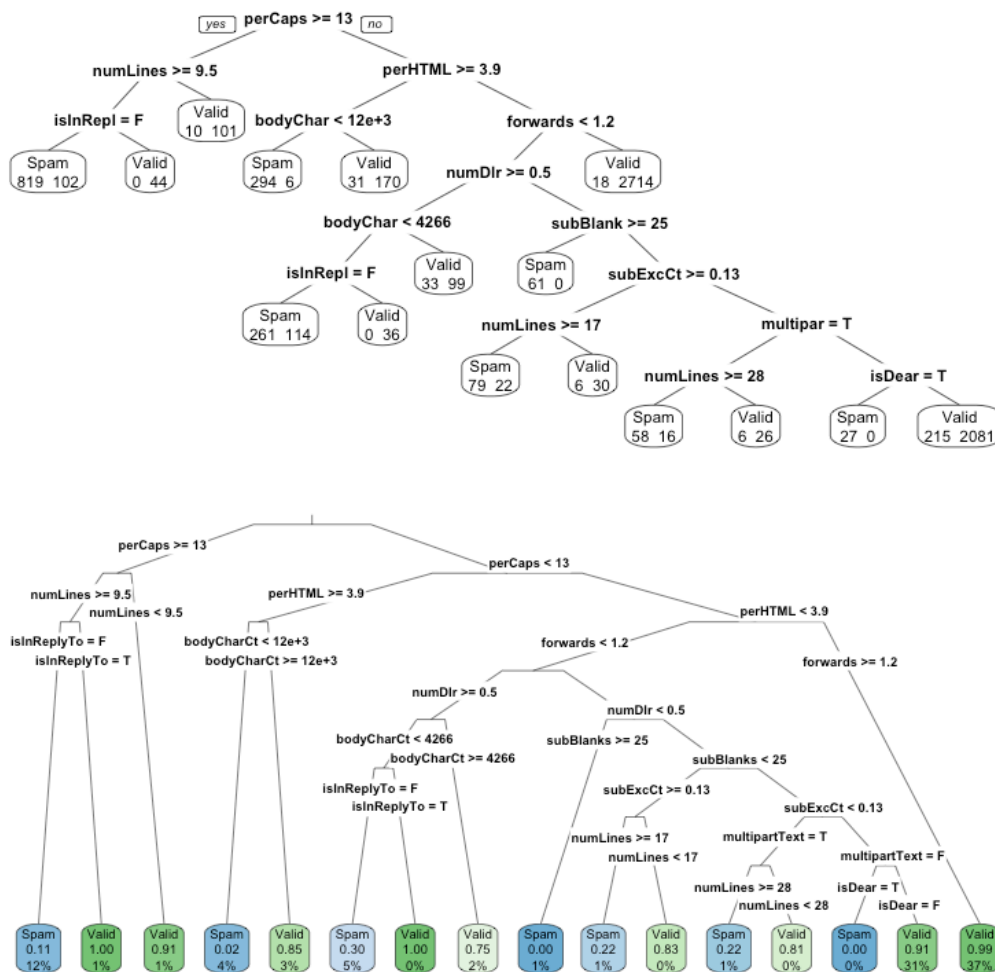 yes perCaps >= 13 no
numLines >= 9.5 perHTML >= 3.9
isInRepl = F Valid bodyChar < 12e+3 forwards < 1.2
10 101
Spam Valid Spam Valid numDlr >= 0.5 Valid
819 102 0 44 294 6 31 170 18 2714
bodyChar < 4266 subBlank >= 25
isInRepl = F Valid Spam subExcCt >= 0.13
33 99 61 0
Spam Valid numLines >= 17 multipar = T
261 114 0 36
Spam Valid numLines >= 28 isDear = T
79 22 6 30
Spam Valid Spam Valid
58 16 6 26 27 0 215 2081
perCaps >= 13
perCaps < 13
numLines >= 9.5 perHTML >= 3.9
numLines < 9.5 perHTML < 3.9
isInReplyTo = F bodyCharCt < 12e+3 forwards < 1.2
isInReplyTo = T bodyCharCt >= 12e+3 forwards >= 1.2
numDlr >= 0.5
numDlr < 0.5
bodyCharCt < 4266 subBlanks >= 25
bodyCharCt >= 4266 subBlanks < 25
isInReplyTo = F subExcCt >= 0.13
isInReplyTo = T subExcCt < 0.13
numLines >= 17 multipartText = T
numLines < 17 multipartText = F
numLines >= 28 isDear = T
numLines < 28 isDear = F
Spam Valid Valid Spam Valid Spam Valid Valid Spam Spam Valid Spam Valid Spam Valid Valid
0.11 1.00 0.91 0.02 0.85 0.30 1.00 0.75 0.00 0.22 0.83 0.22 0.81 0.00 0.91 0.99
12% 1% 1% 4% 3% 5% 0% 2% 1% 1% 0% 1% 0% 0% 31% 37%